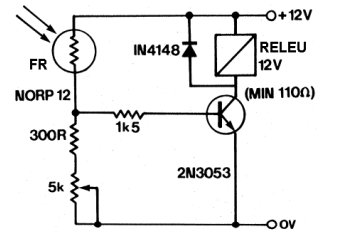 +12V
IN4148
RELEU
12V
FR
(MIN 110Ω)
NORP 12
300R
1k5
2N3053
5k
0V